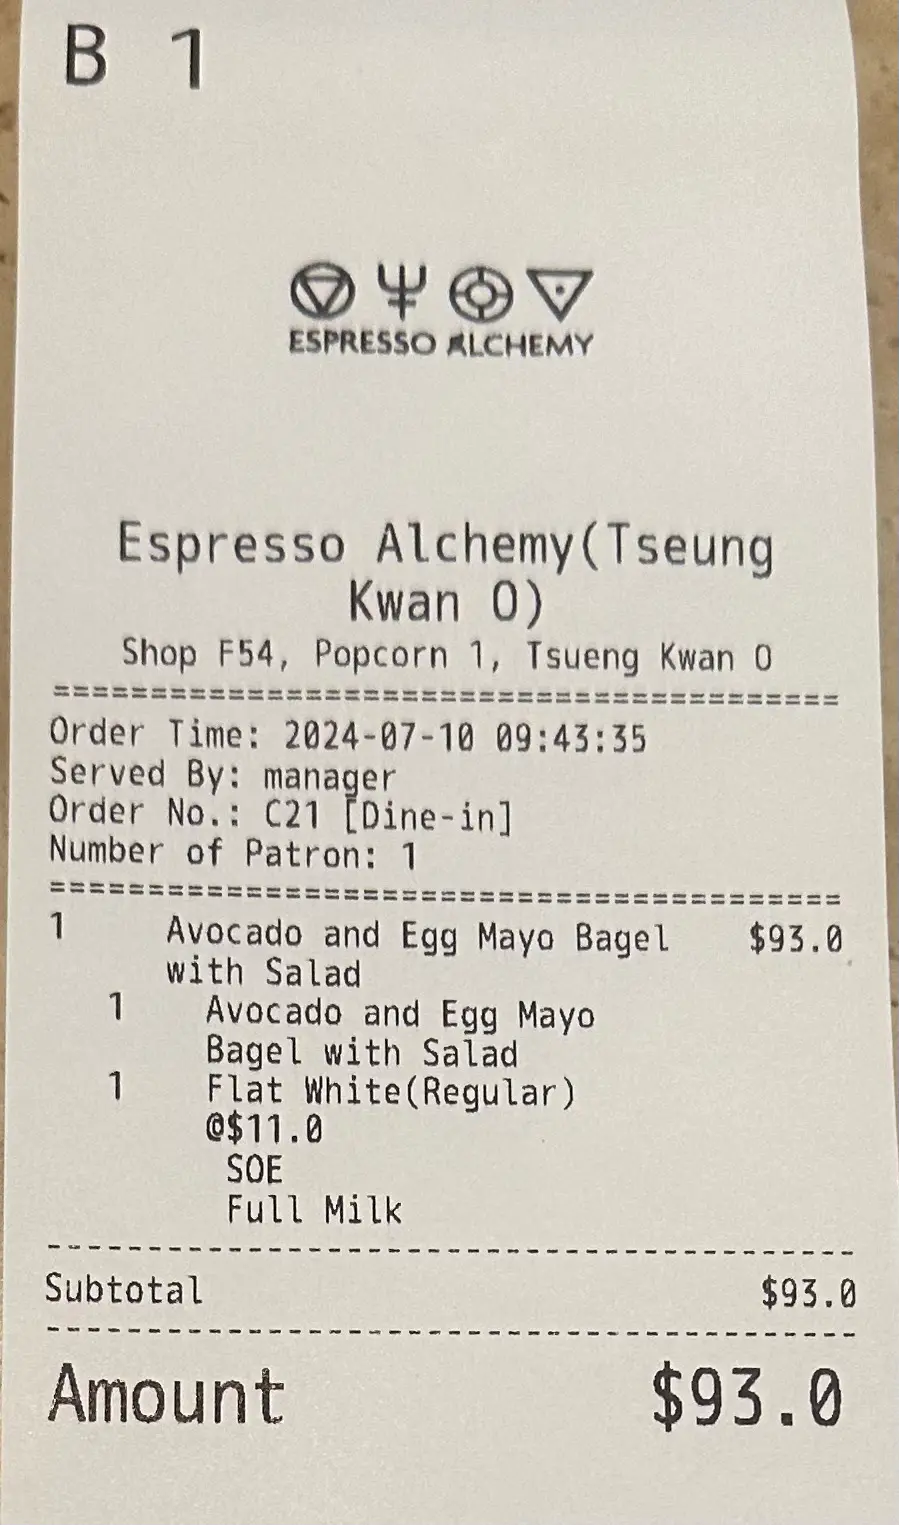 B 1
ESPRESSO ALCHEMY
Espresso Alchemy(Tseung
Kwan O)
Shop F54, Popcorn 1, Tsueng Kwan O
========================================
Order Time: 2024-07-10 09:43:35
Served By: manager
Order No.: C21 [Dine-in]
Number of Patron: 1
========================================
1 Avocado and Egg Mayo Bagel $93.0
with Salad
1 Avocado and Egg Mayo
Bagel with Salad
1 Flat White(Regular)
@$11.0
SOE
Full Milk
----------------------------------------
Subtotal $93.0
----------------------------------------
Amount $93.0